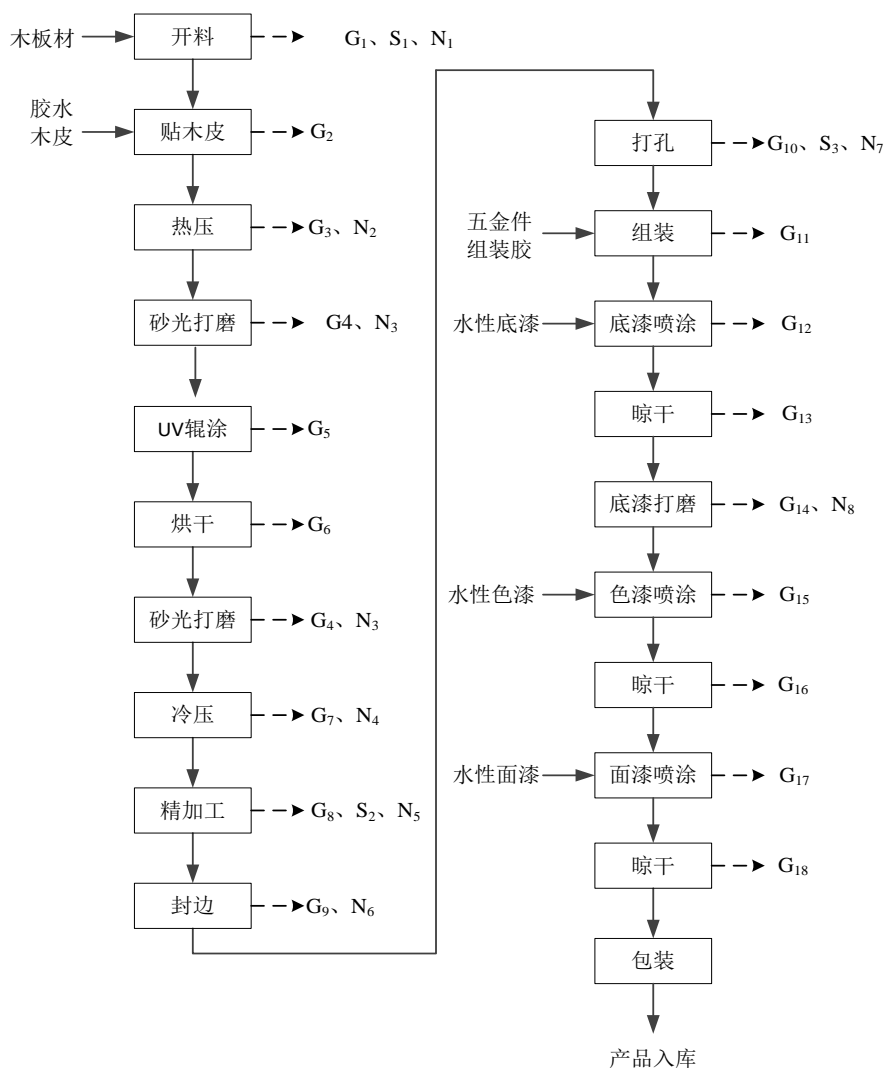 木板材
开料
G₁、S₁、N₁
胶水
木皮
贴木皮
G₂
热压
G₃、N₂
砂光打磨
G4、N₃
UV辊涂
G₅
烘干
G₆
砂光打磨
G₄、N₃
冷压
G₇、N₄
精加工
G₈、S₂、N₅
封边
G₉、N₆
打孔
G₁₀、S₃、N₇
五金件
组装胶
组装
G₁₁
水性底漆
底漆喷涂
G₁₂
晾干
G₁₃
底漆打磨
G₁₄、N₈
水性色漆
色漆喷涂
G₁₅
晾干
G₁₆
水性面漆
面漆喷涂
G₁₇
晾干
G₁₈
包装
产品入库